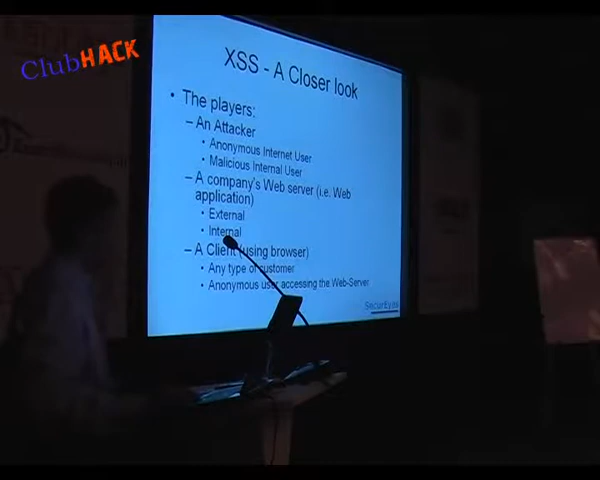 ClubHACK
XSS - A Closer look
• The players:
– An Attacker
• Anonymous Internet User
• Malicious Internal User
– A company's Web server (i.e. Web
application)
• External
• Internal
– A Client (using browser)
• Any type of customer
• Anonymous user accessing the Web-Server
SecurEyes